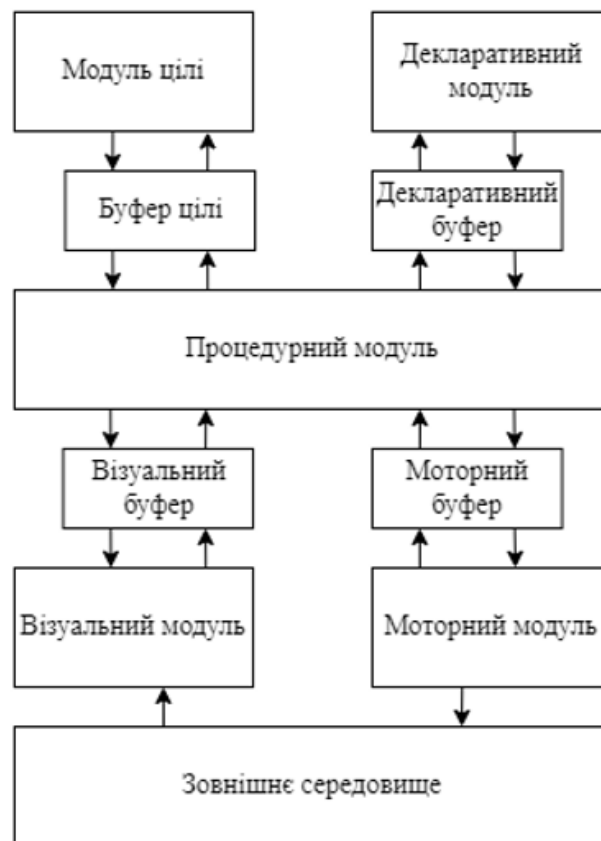 Модуль цілі
Декларативний
модуль
Буфер цілі
Декларативний
буфер
Процедурний модуль
Візуальний
буфер
Моторний
буфер
Візуальний модуль
Моторний модуль
Зовнішнє середовище